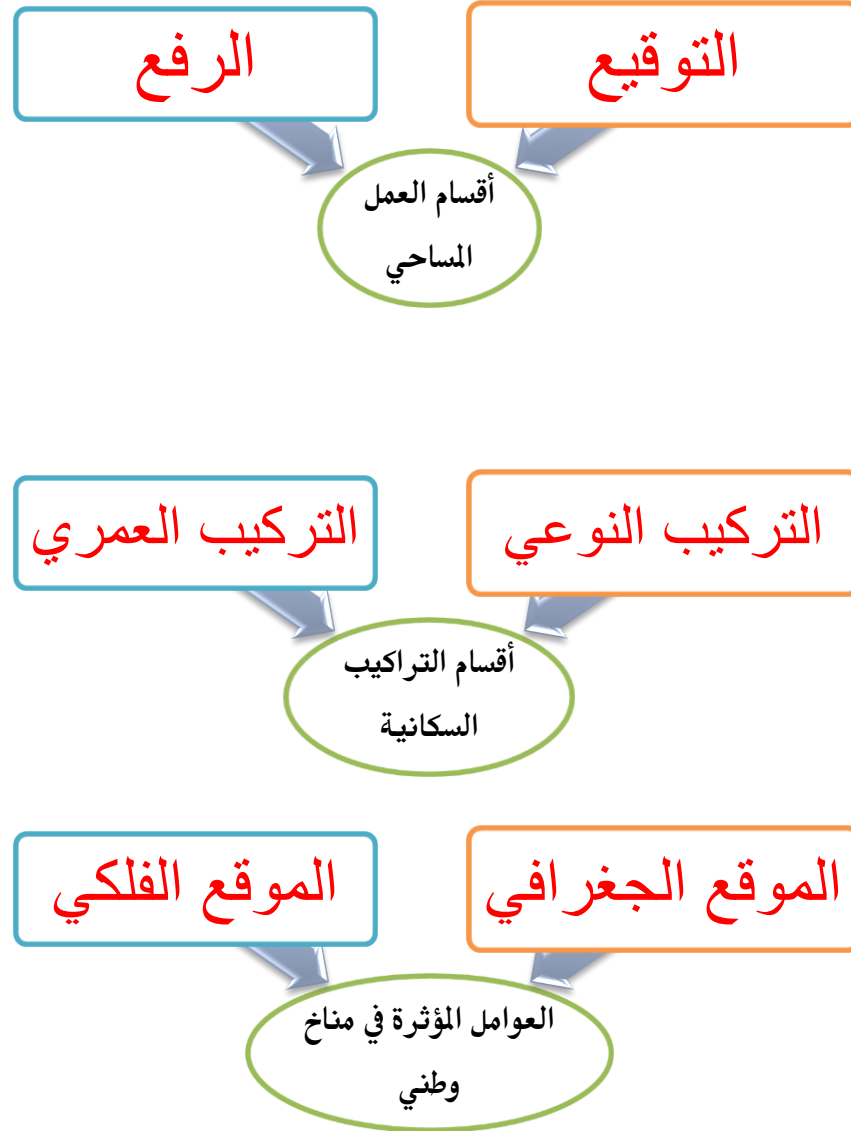 التوقيع
الرفع
أقسام العمل
المساحي
التركيب النوعي
التركيب العمري
أقسام التراكيب
السكانية
الموقع الجغرافي
الموقع الفلكي
العوامل المؤثرة في مناخ
وطني